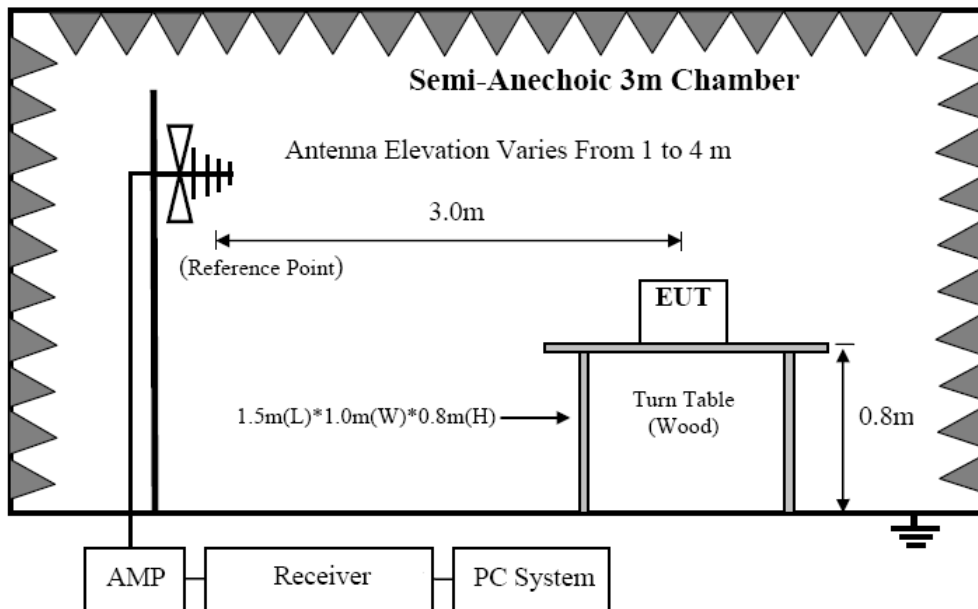 Semi-Anechoic 3m Chamber
Antenna Elevation Varies From 1 to 4 m
3.0m
(Reference Point)
EUT
1.5m(L)*1.0m(W)*0.8m(H)
Turn Table
(Wood)
0.8m
AMP
Receiver
PC System